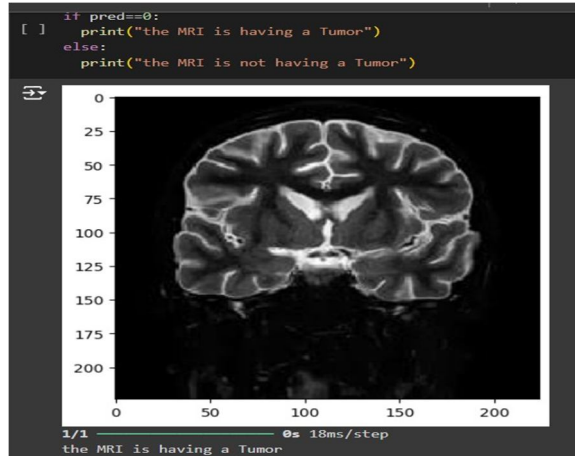 if pred==0:
[ ]
print("the MRI is having a Tumor")
else:
print("the MRI is not having a Tumor")
0
25
50
75
100
125
150
175
200
0 50 100 150 200
1/1 0s 18ms/step
the MRI is having a Tumor